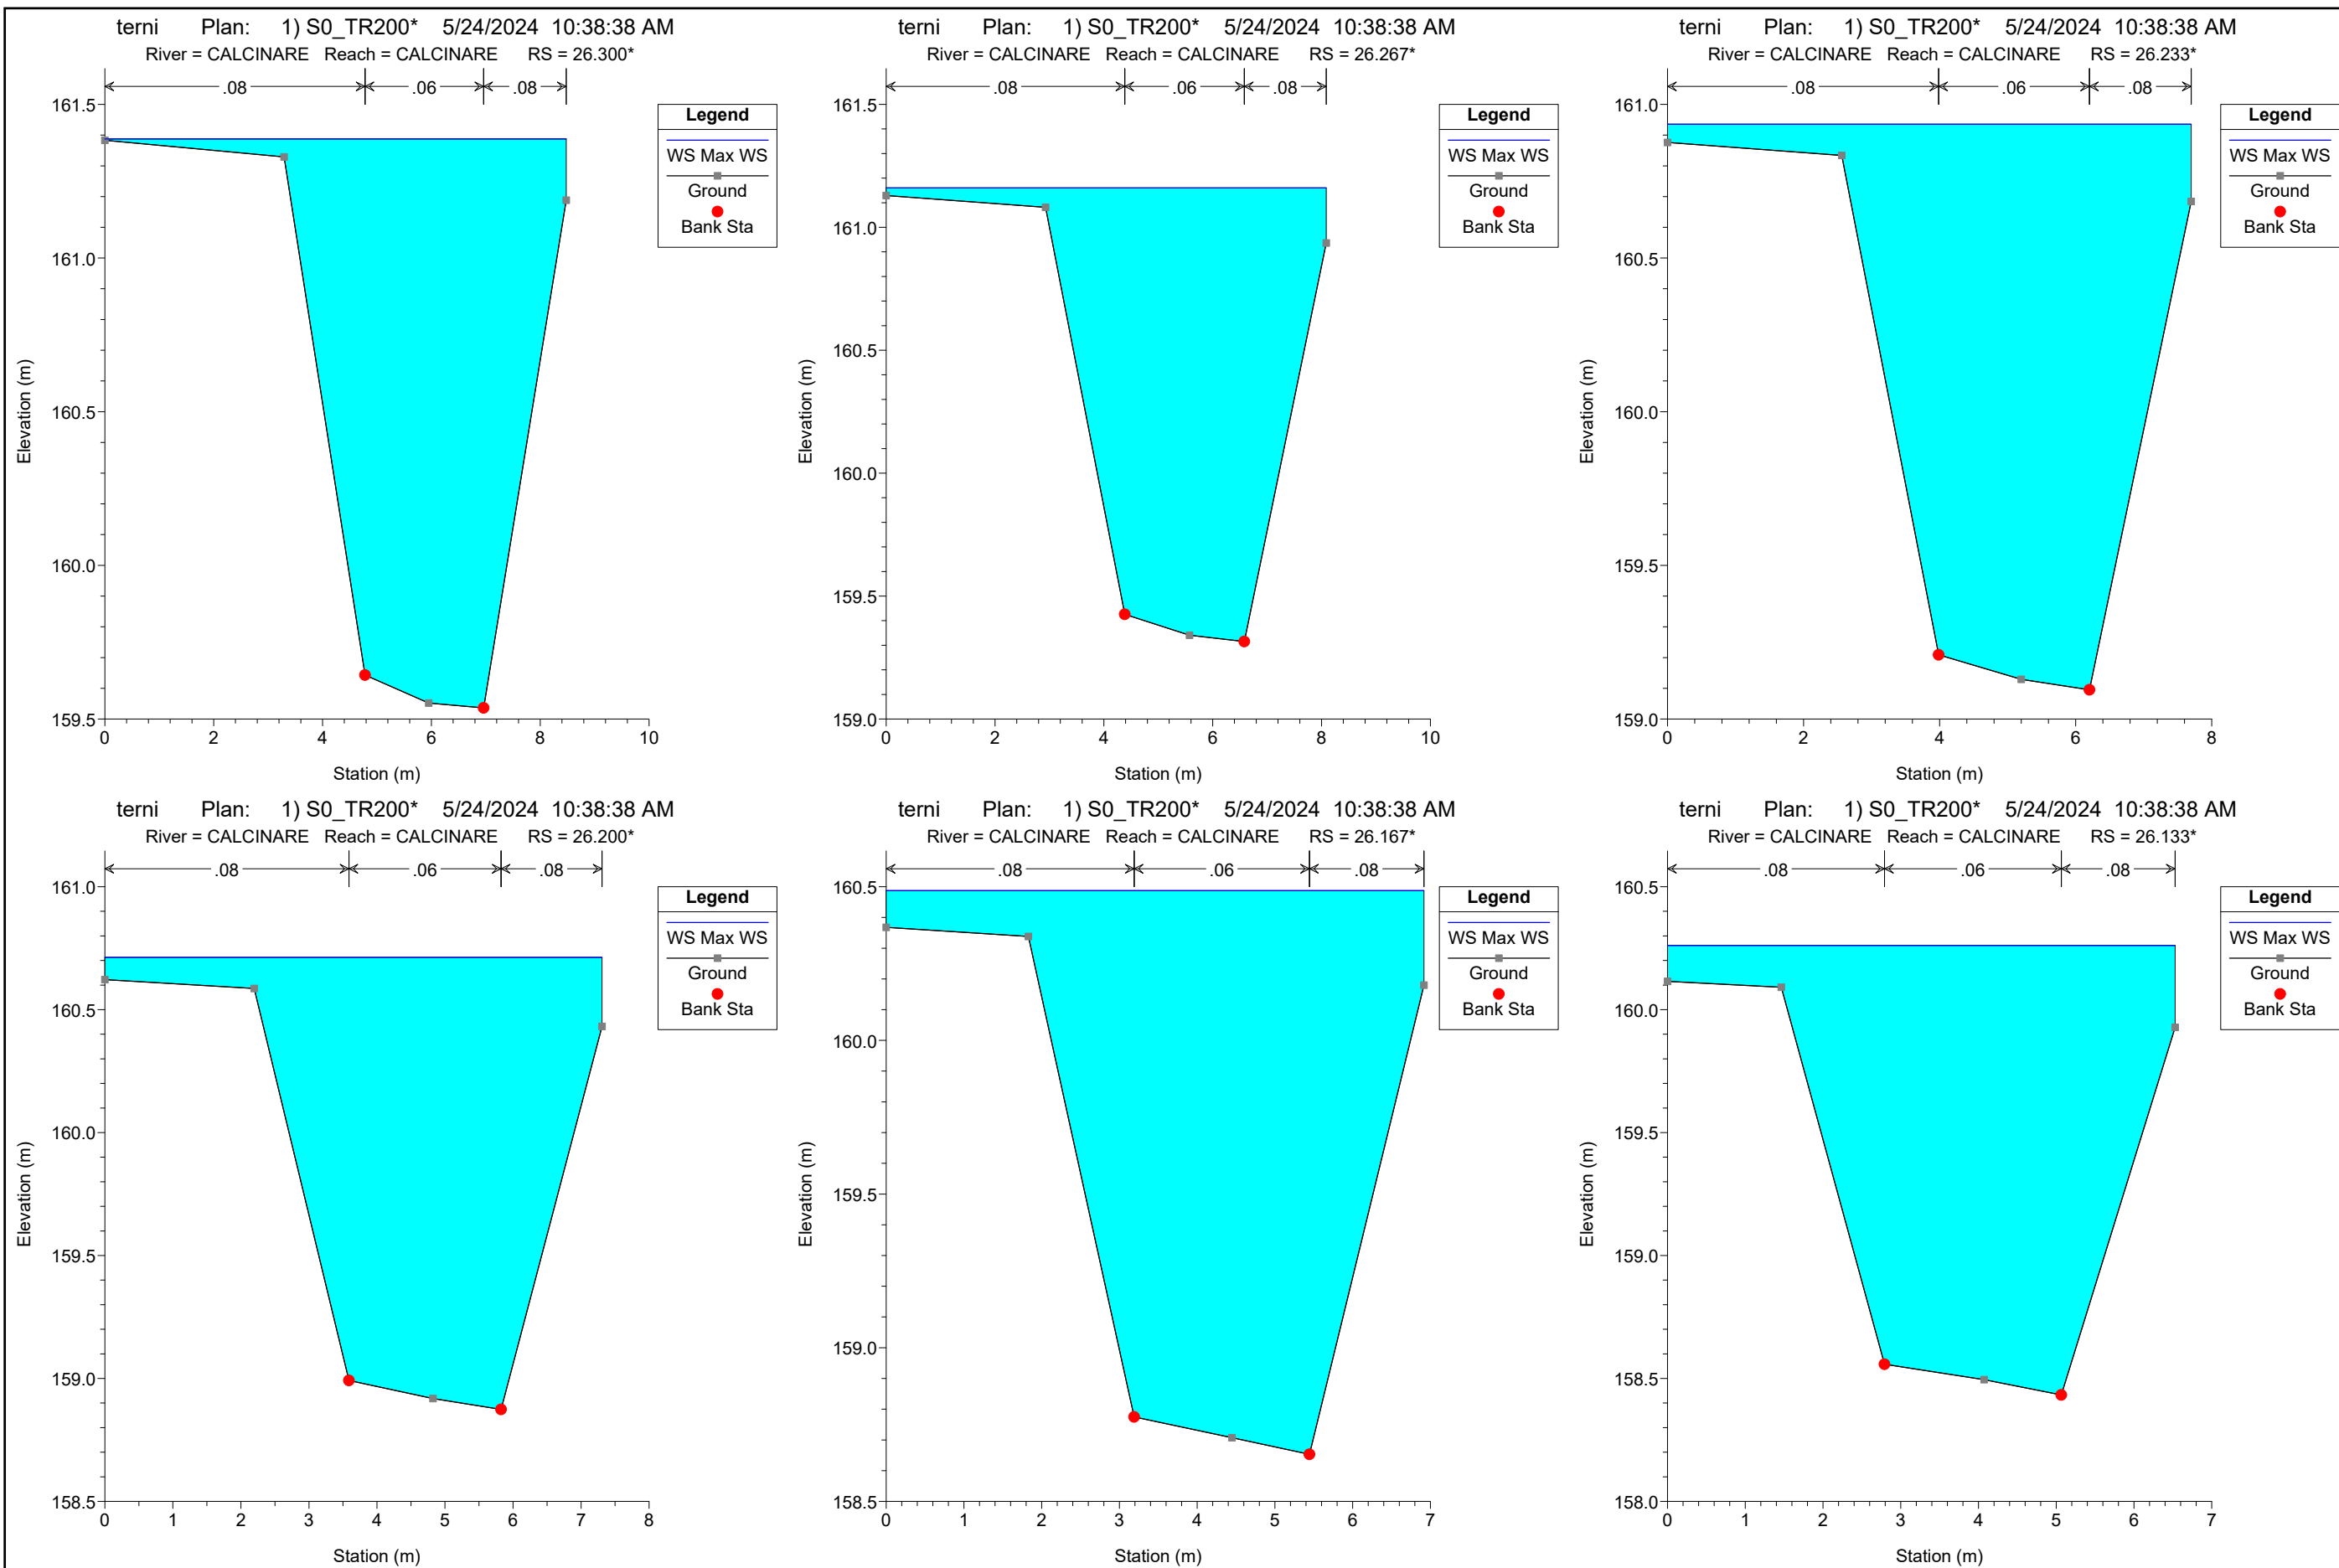 terni Plan: 1) S0_TR200* 5/24/2024 10:38:38 AM
River = CALCINARE Reach = CALCINARE RS = 26.300*
.08 .06 .08
Legend
WS Max WS
Ground
Bank Sta
161.5
161.0
160.5
160.0
159.5
0 2 4 6 8 10
Elevation (m)
Station (m)
terni Plan: 1) S0_TR200* 5/24/2024 10:38:38 AM
River = CALCINARE Reach = CALCINARE RS = 26.267*
.08 .06 .08
Legend
WS Max WS
Ground
Bank Sta
161.5
161.0
160.5
160.0
159.5
159.0
0 2 4 6 8 10
Elevation (m)
Station (m)
terni Plan: 1) S0_TR200* 5/24/2024 10:38:38 AM
River = CALCINARE Reach = CALCINARE RS = 26.233*
.08 .06 .08
Legend
WS Max WS
Ground
Bank Sta
161.0
160.5
160.0
159.5
159.0
0 2 4 6 8
Elevation (m)
Station (m)
terni Plan: 1) S0_TR200* 5/24/2024 10:38:38 AM
River = CALCINARE Reach = CALCINARE RS = 26.200*
.08 .06 .08
Legend
WS Max WS
Ground
Bank Sta
161.0
160.5
160.0
159.5
159.0
158.5
0 1 2 3 4 5 6 7 8
Elevation (m)
Station (m)
terni Plan: 1) S0_TR200* 5/24/2024 10:38:38 AM
River = CALCINARE Reach = CALCINARE RS = 26.167*
.08 .06 .08
Legend
WS Max WS
Ground
Bank Sta
160.5
160.0
159.5
159.0
158.5
0 1 2 3 4 5 6 7
Elevation (m)
Station (m)
terni Plan: 1) S0_TR200* 5/24/2024 10:38:38 AM
River = CALCINARE Reach = CALCINARE RS = 26.133*
.08 .06 .08
Legend
WS Max WS
Ground
Bank Sta
160.5
160.0
159.5
159.0
158.5
158.0
0 1 2 3 4 5 6 7
Elevation (m)
Station (m)